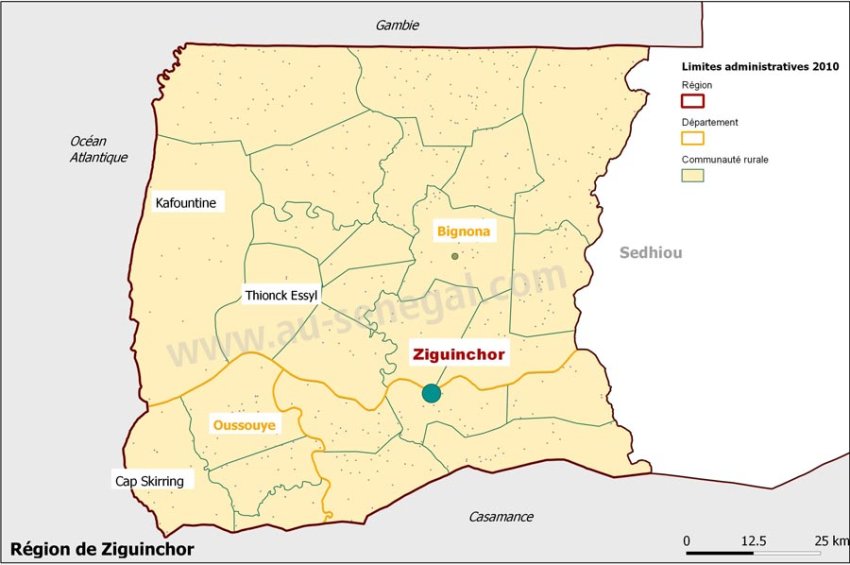 Gambie
Limites administratives 2010
Région
Département
Communauté rurale
Océan
Atlantique
Kafountine
Bignona
Sedhiou
Thionck Essyl
www.au-senegal.com
Ziguinchor
Oussouye
Cap Skirring
Casamance
Région de Ziguinchor
0 12.5 25 km